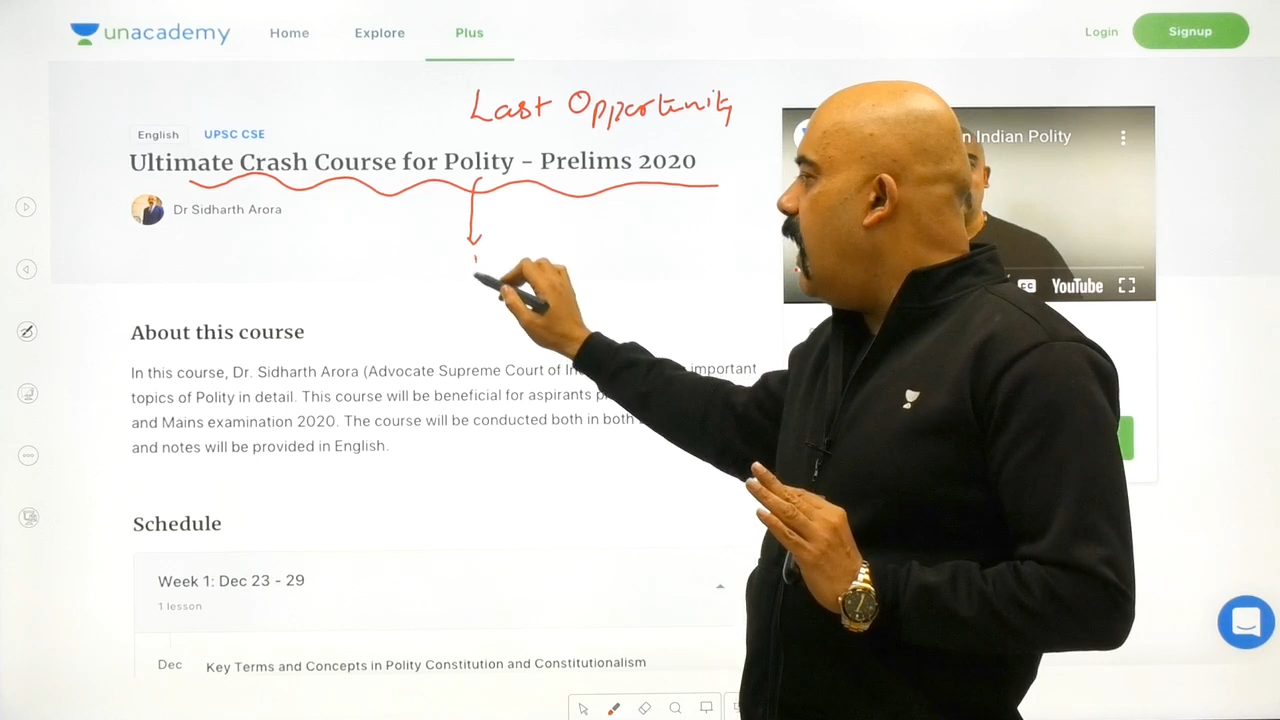 unacademy Home Explore Plus Login Signup
Last Opportunity
English UPSC CSE
Ultimate Crash Course for Polity - Prelims 2020
Dr Sidharth Arora
n Indian Polity
CC YouTube
About this course
In this course, Dr. Sidharth Arora (Advocate Supreme Court of In important
topics of Polity in detail. This course will be beneficial for aspirants
and Mains examination 2020. The course will be conducted both in both
and notes will be provided in English.
Schedule
Week 1: Dec 23 - 29
1 lesson
Dec Key Terms and Concepts in Polity Constitution and Constitutionalism